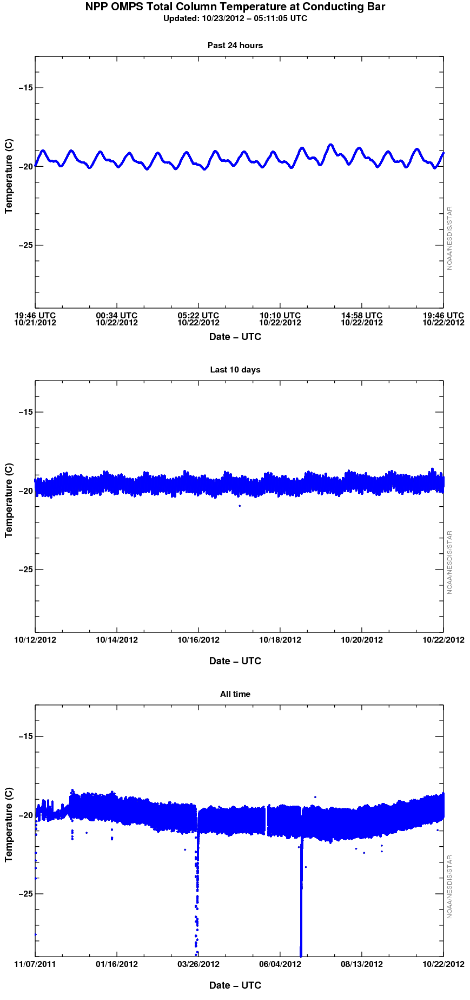 NPP OMPS Total Column Temperature at Conducting Bar
Updated: 10/23/2012 – 05:11:05 UTC
Past 24 hours
Temperature (C)
–15
–20
–25
19:46 UTC 00:34 UTC 05:22 UTC 10:10 UTC 14:58 UTC 19:46 UTC
10/21/2012 10/22/2012 10/22/2012 10/22/2012 10/22/2012 10/22/2012
Date – UTC
NOAA/NESDIS/STAR
Last 10 days
Temperature (C)
–15
–20
–25
10/12/2012 10/14/2012 10/16/2012 10/18/2012 10/20/2012 10/22/2012
Date – UTC
NOAA/NESDIS/STAR
All time
Temperature (C)
–15
–20
–25
11/07/2011 01/16/2012 03/26/2012 06/04/2012 08/13/2012 10/22/2012
Date – UTC
NOAA/NESDIS/STAR